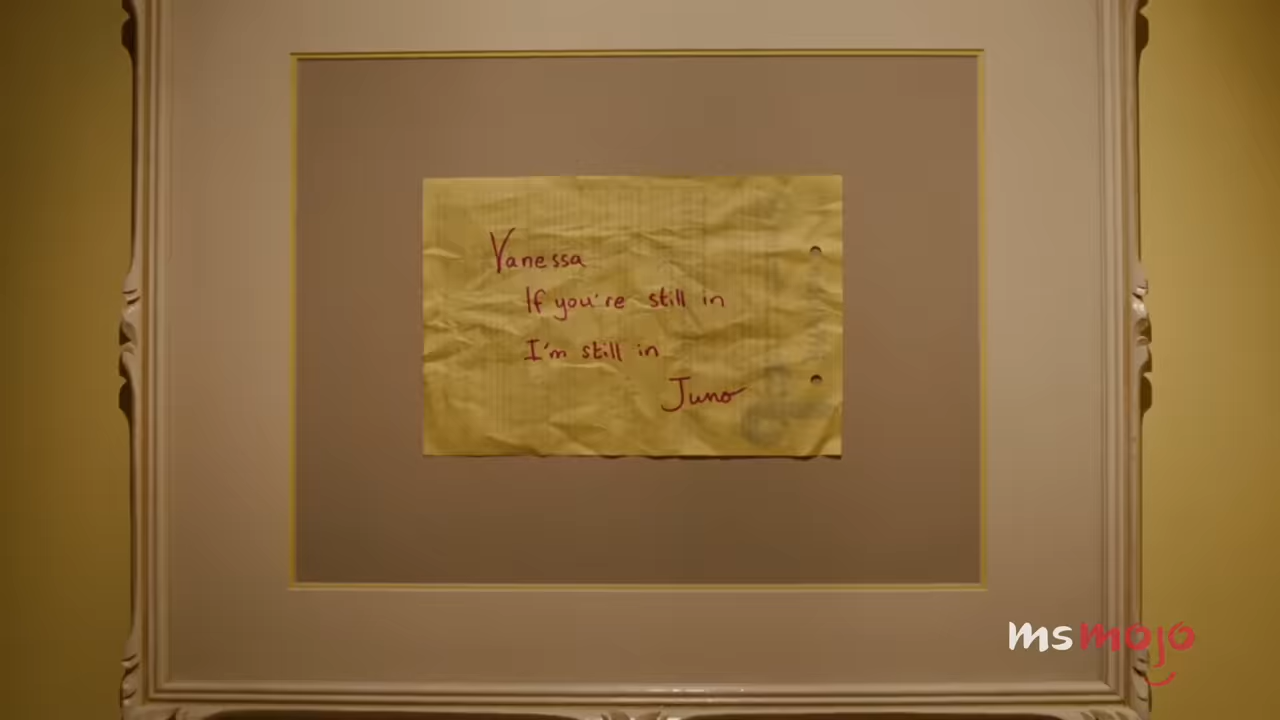 Vanessa
If you're still in
I'm still in
Juno
msmojo